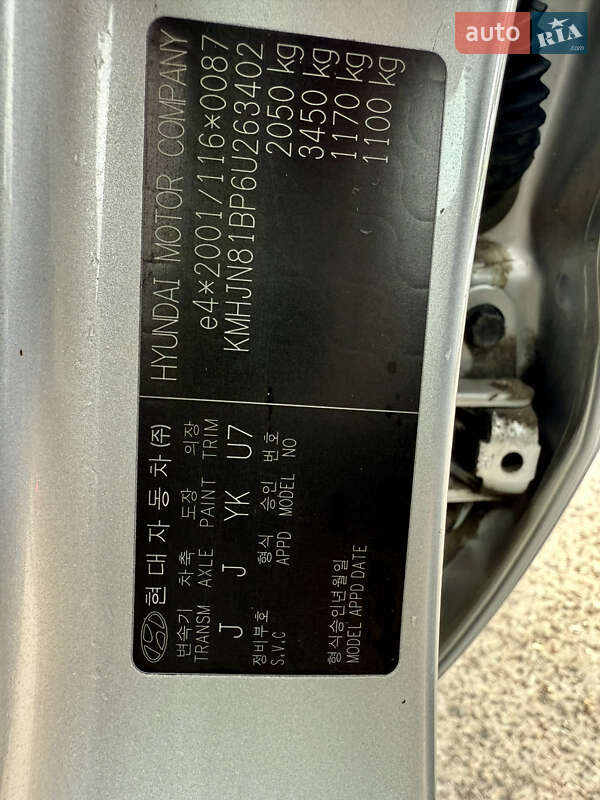 현대자동차(주) HYUNDAI MOTOR COMPANY
변속기 차축 도장 의장
TRANSM AXLE PAINT TRIM
J J YK U7
e4*2001/116*0087
KMHJN81BP6U263402
정비부호 형식 승인 번호
S.V.C APPD MODEL NO
2050 kg
3450 kg
1170 kg
1100 kg
형식승인년월일
MODEL APPD DATE
auto RIA .com